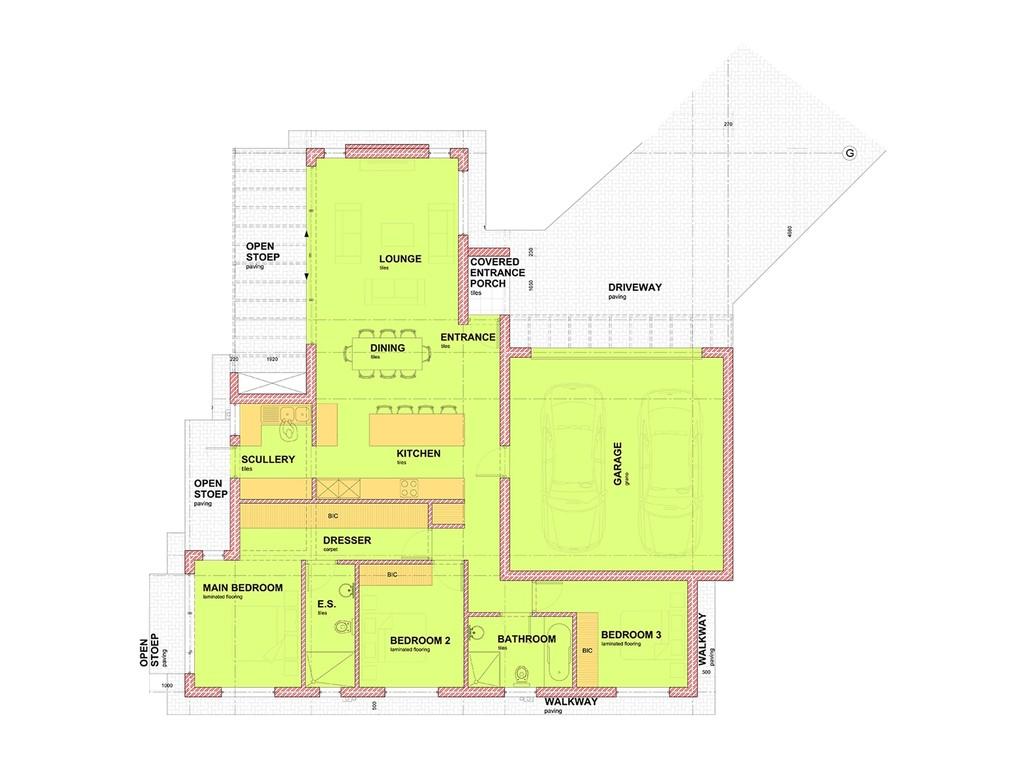 270
G
OPEN
STOEP
paving
LOUNGE
tiles
COVERED
ENTRANCE
PORCH
tiles
230
1650
4080
DRIVEWAY
paving
ENTRANCE
tiles
DINING
tiles
220
1920
SCULLERY
tiles
KITCHEN
tiles
GARAGE
grano
OPEN
STOEP
paving
BIC
DRESSER
carpet
MAIN BEDROOM
laminated flooring
E.S.
tiles
BIC
BEDROOM 2
laminated flooring
BATHROOM
tiles
BIC
BEDROOM 3
laminated flooring
WALKWAY
paving
500
OPEN
STOEP
paving
1000
500
WALKWAY
paving